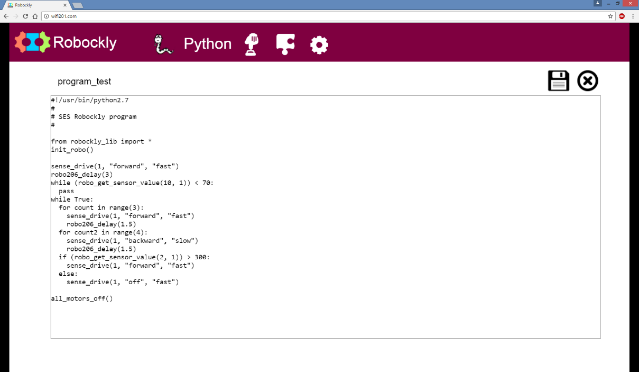 Robockly
wifi201.com
Robockly
Python
program_test
#!/usr/bin/python2.7
#
# SES Robockly program
#
from robockly_lib import *
init_robo()
sense_drive(1, "forward", "fast")
robo206_delay(3)
while (robo_get_sensor_value(10, 1)) < 70:
  pass
while True:
  for count in range(3):
    sense_drive(1, "forward", "fast")
    robo206_delay(1.5)
  for count2 in range(4):
    sense_drive(1, "backward", "slow")
    robo206_delay(1.5)
  if (robo_get_sensor_value(2, 1)) > 300:
    sense_drive(1, "forward", "fast")
  else:
    sense_drive(1, "off", "fast")
all_motors_off()